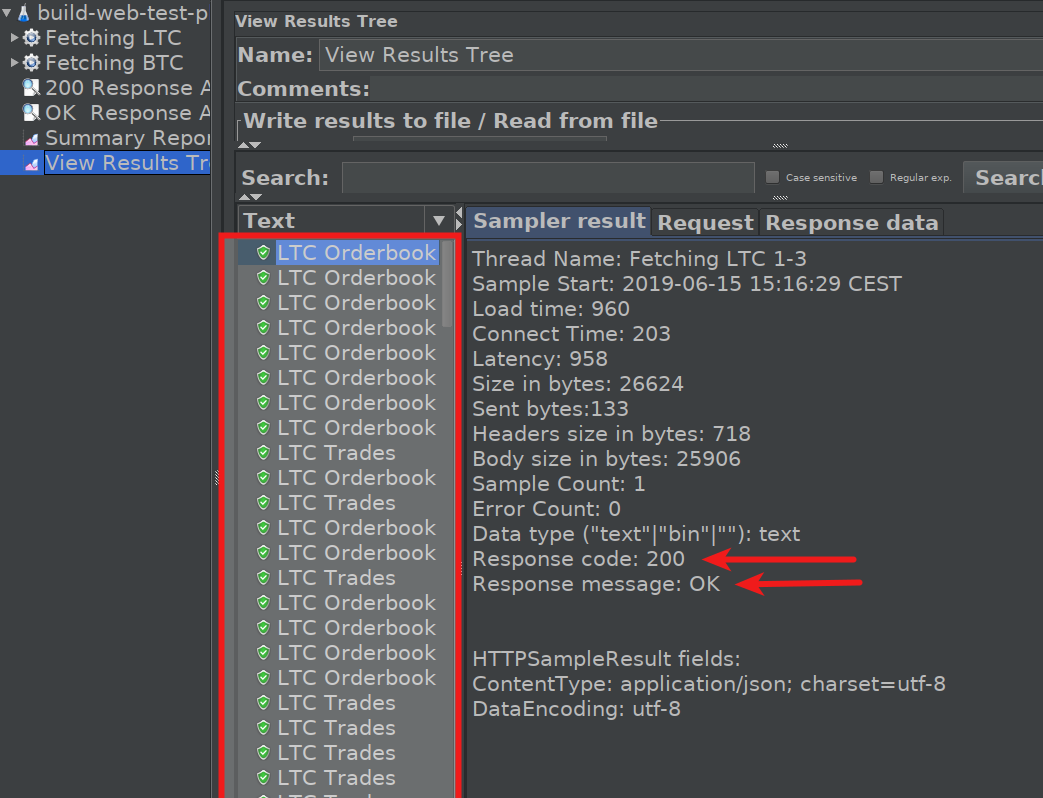 build-web-test-p
Fetching LTC
Fetching BTC
200 Response A
OK  Response A
Summary Repor
View Results Tr
View Results Tree
Name: View Results Tree
Comments:
Write results to file / Read from file
Search:
Case sensitive
Regular exp.
Search
Text
Sampler result
Request
Response data
LTC Orderbook
LTC Orderbook
LTC Orderbook
LTC Orderbook
LTC Orderbook
LTC Orderbook
LTC Orderbook
LTC Orderbook
LTC Trades
LTC Orderbook
LTC Trades
LTC Orderbook
LTC Orderbook
LTC Trades
LTC Orderbook
LTC Orderbook
LTC Orderbook
LTC Orderbook
LTC Trades
LTC Trades
LTC Trades
LTC Trades
Thread Name: Fetching LTC 1-3
Sample Start: 2019-06-15 15:16:29 CEST
Load time: 960
Connect Time: 203
Latency: 958
Size in bytes: 26624
Sent bytes:133
Headers size in bytes: 718
Body size in bytes: 25906
Sample Count: 1
Error Count: 0
Data type ("text"|"bin"|""): text
Response code: 200
Response message: OK
HTTPSampleResult fields:
ContentType: application/json; charset=utf-8
DataEncoding: utf-8